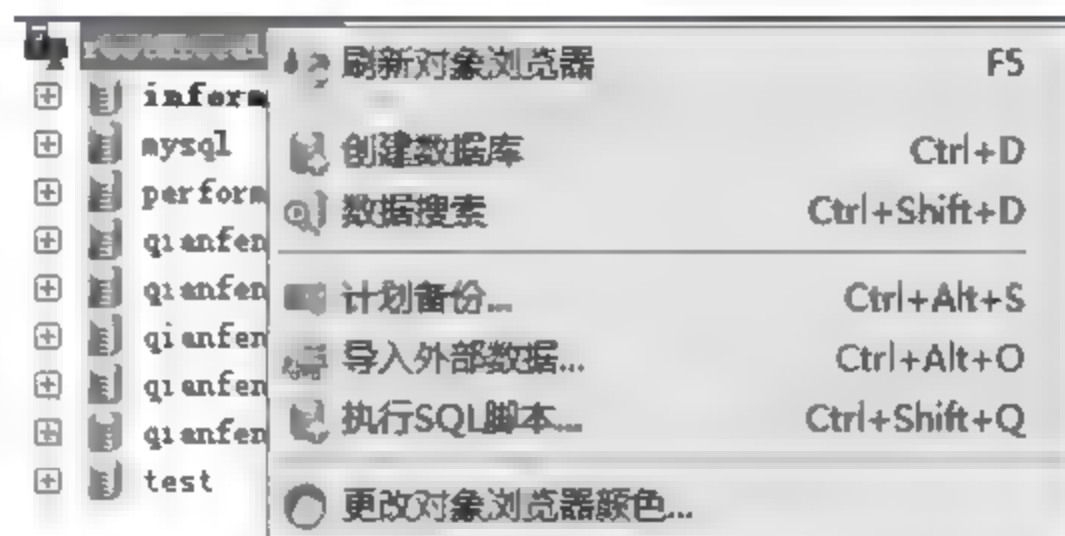 刷新对象浏览器 F5
inform
创建数据库 Ctrl+D
mysql
perform
数据搜索 Ctrl+Shift+D
qianfen
qianfen
计划备份... Ctrl+Alt+S
qianfen
导入外部数据... Ctrl+Alt+O
qianfen
执行SQL脚本... Ctrl+Shift+Q
qianfen
test
更改对象浏览器颜色...